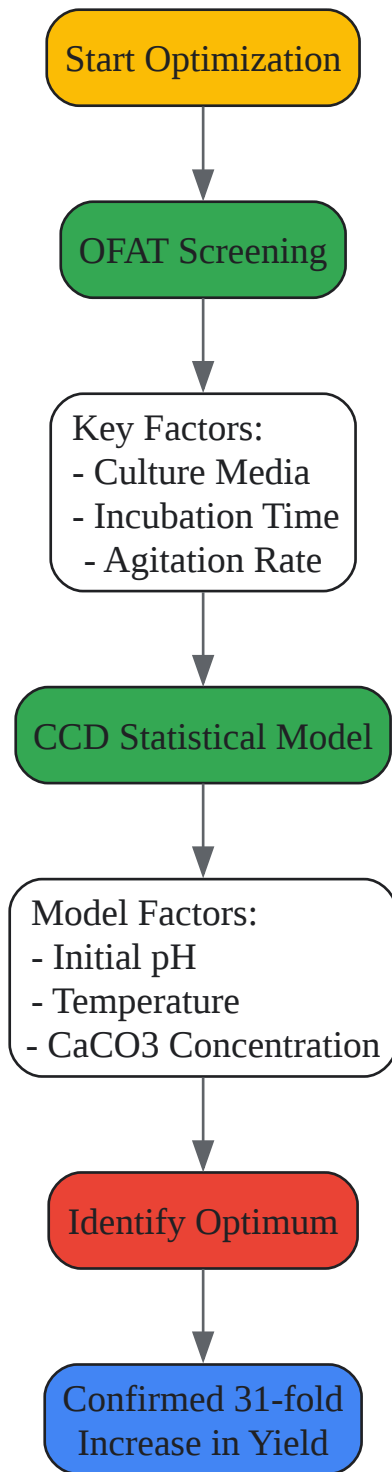 Start Optimization
OFAT Screening
Key Factors:
- Culture Media
- Incubation Time
- Agitation Rate
CCD Statistical Model
Model Factors:
- Initial pH
- Temperature
- CaCO3 Concentration
Identify Optimum
Confirmed 31-fold
Increase in Yield